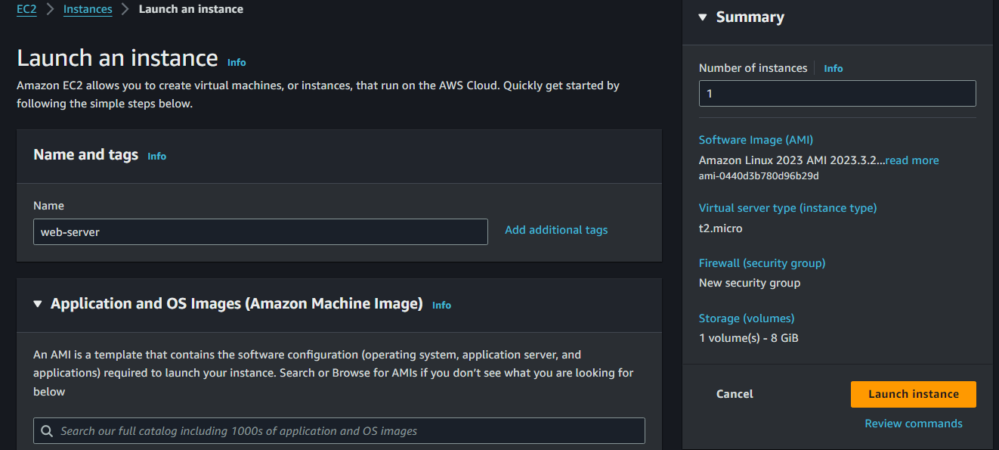 EC2 > Instances > Launch an instance
Launch an instance Info
Amazon EC2 allows you to create virtual machines, or instances, that run on the AWS Cloud. Quickly get started by
following the simple steps below.
Name and tags Info
Name
web-server
Add additional tags
Application and OS Images (Amazon Machine Image) Info
An AMI is a template that contains the software configuration (operating system, application server, and
applications) required to launch your instance. Search or Browse for AMIs if you don’t see what you are looking for
below
Search our full catalog including 1000s of application and OS images
Summary
Number of instances Info
1
Software Image (AMI)
Amazon Linux 2023 AMI 2023.3.2...read more
ami-0440d3b780d96b29d
Virtual server type (instance type)
t2.micro
Firewall (security group)
New security group
Storage (volumes)
1 volume(s) - 8 GiB
Cancel
Launch instance
Review commands